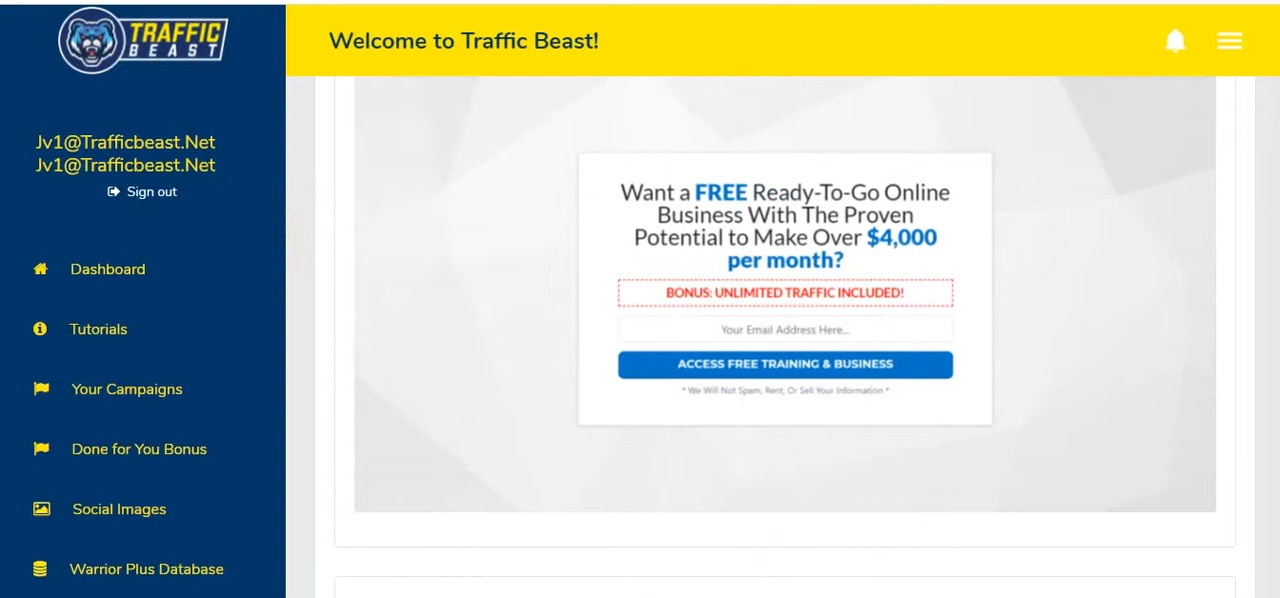 TRAFFIC
BEAST
Welcome to Traffic Beast!
Jv1@Trafficbeast.Net
Jv1@Trafficbeast.Net
Sign out
Dashboard
Tutorials
Your Campaigns
Done for You Bonus
Social Images
Warrior Plus Database
Want a FREE Ready-To-Go Online
Business With The Proven
Potential to Make Over $4,000
per month?
BONUS: UNLIMITED TRAFFIC INCLUDED!
Your Email Address Here...
ACCESS FREE TRAINING & BUSINESS
* We Will Not Spam, Rent, Or Sell Your Information *